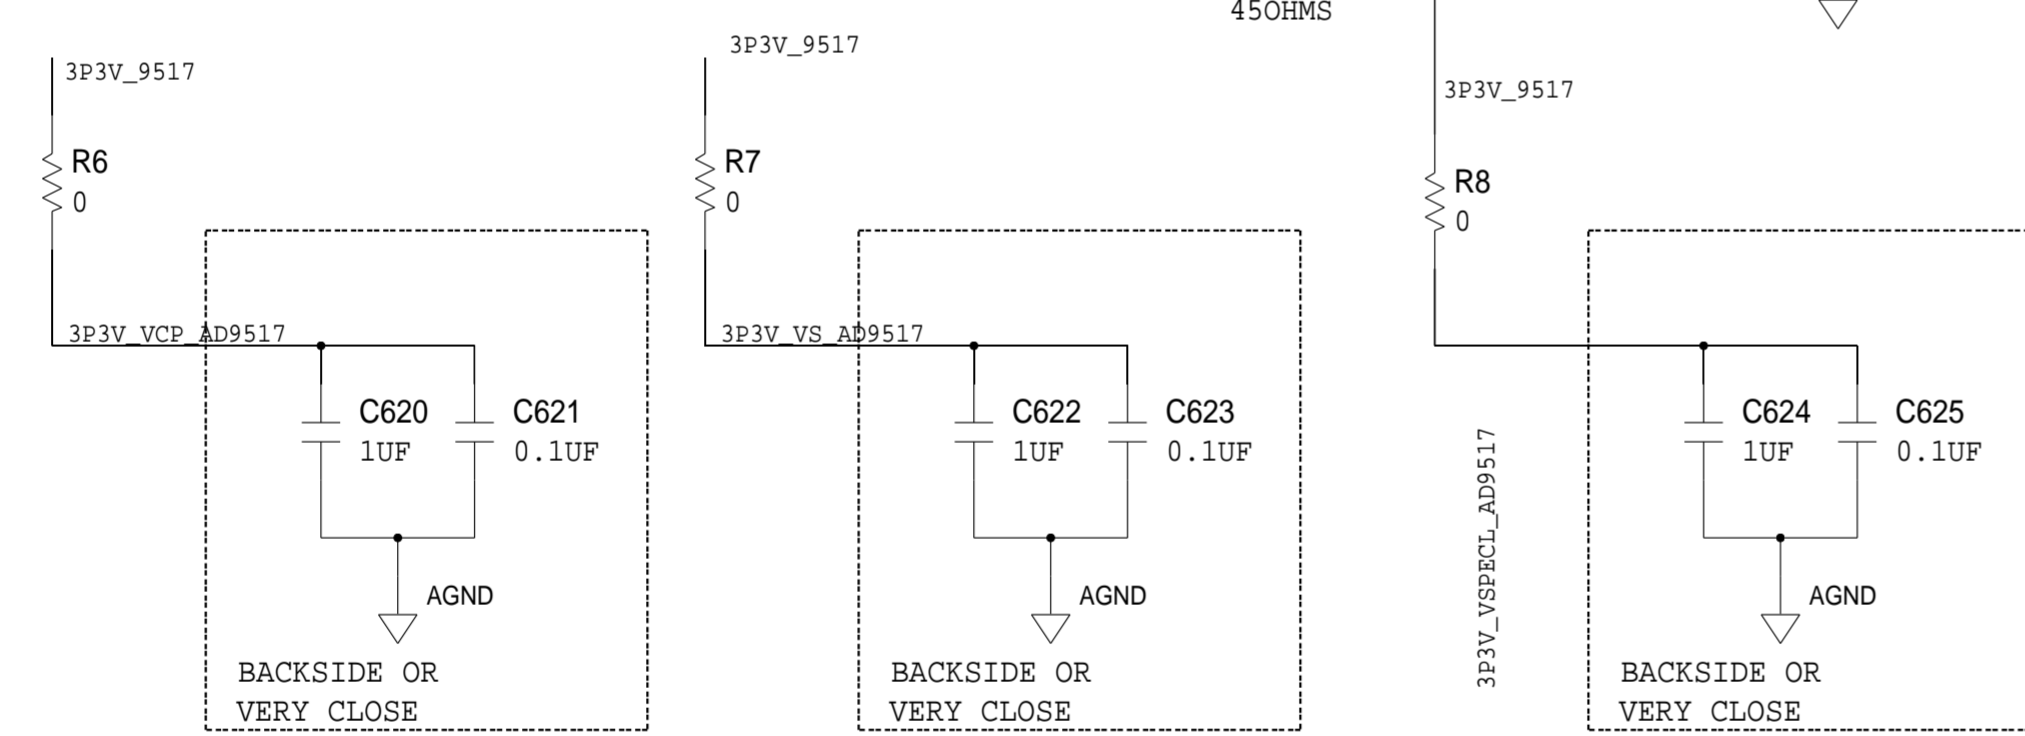 45OHMS
3P3V_9517
3P3V_9517
3P3V_9517
R6
0
R7
0
R8
0
3P3V_VCP_AD9517
3P3V_VS_AD9517
C620
1UF
C621
0.1UF
C622
1UF
C623
0.1UF
C624
1UF
C625
0.1UF
3P3V_VSPECL_AD9517
AGND
AGND
AGND
BACKSIDE OR
VERY CLOSE
BACKSIDE OR
VERY CLOSE
BACKSIDE OR
VERY CLOSE